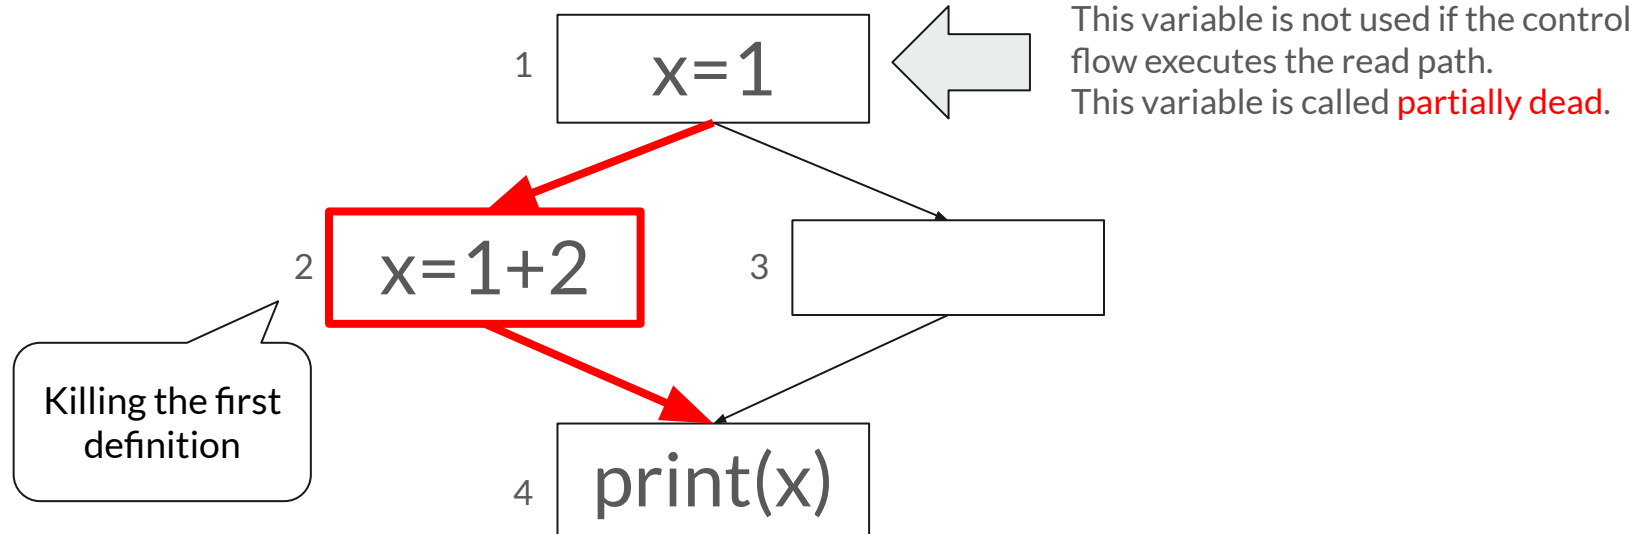 1
x=1
This variable is not used if the control
flow executes the read path.
This variable is called partially dead.
2
x=1+2
3
Killing the first
definition
4
print(x)